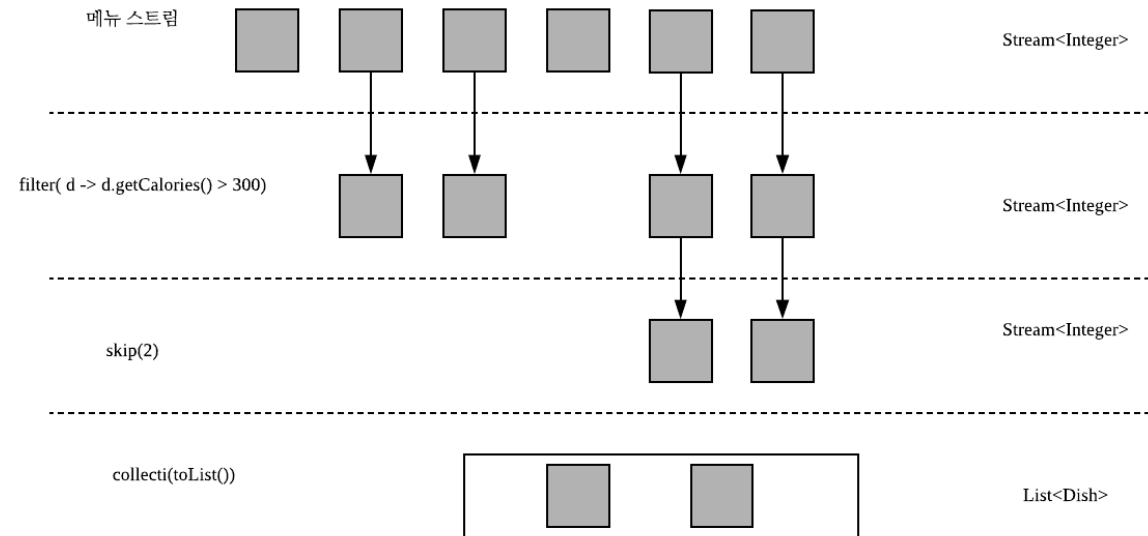 메뉴 스트림
Stream<Integer>
filter( d -> d.getCalories() > 300)
Stream<Integer>
skip(2)
Stream<Integer>
collecti(toList())
List<Dish>